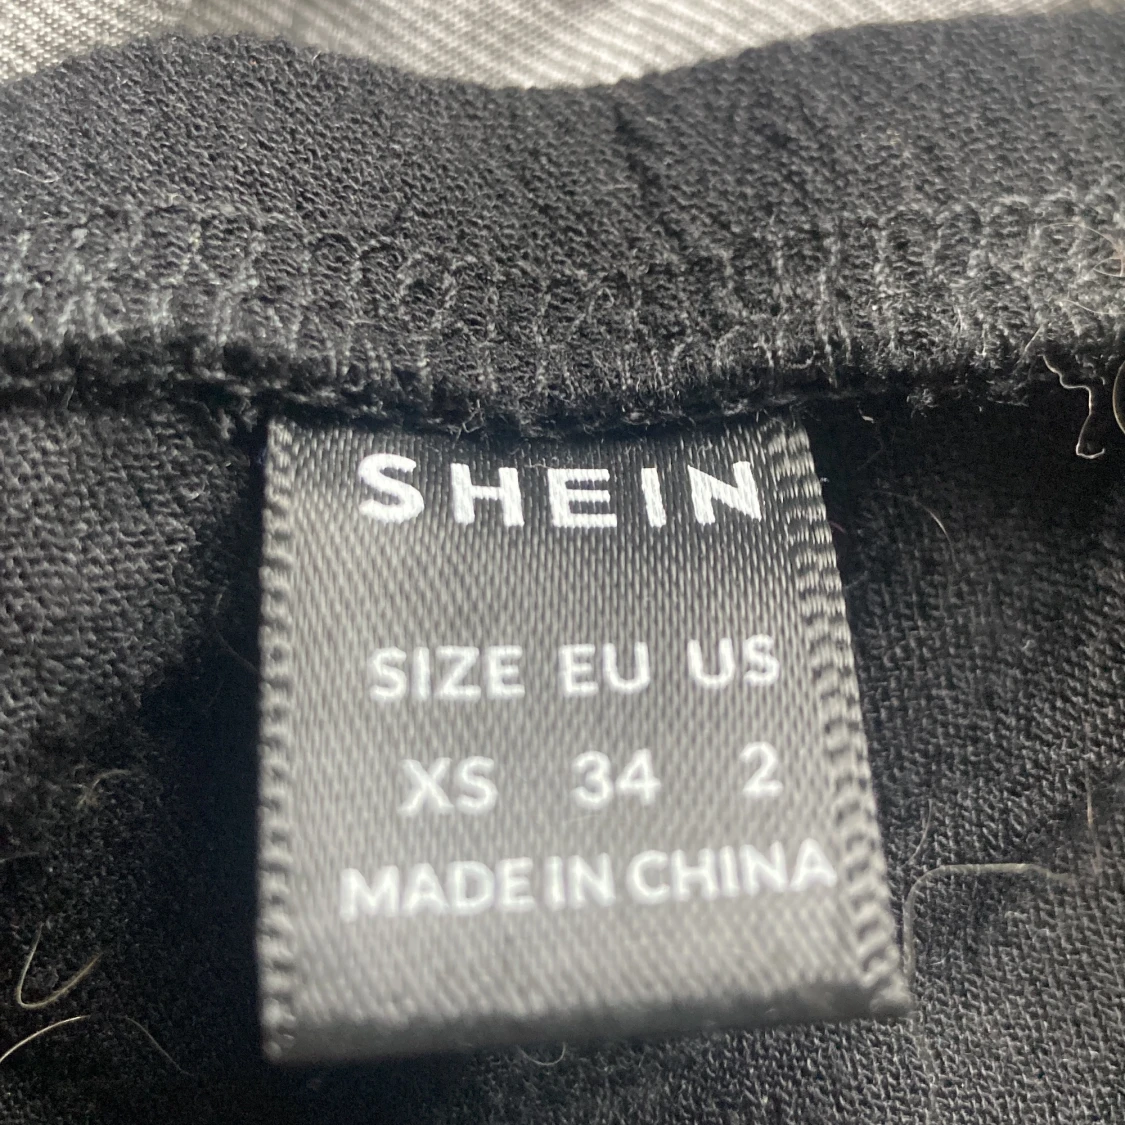 SHEIN
SIZE EU US
XS 34 2
MADE IN CHINA